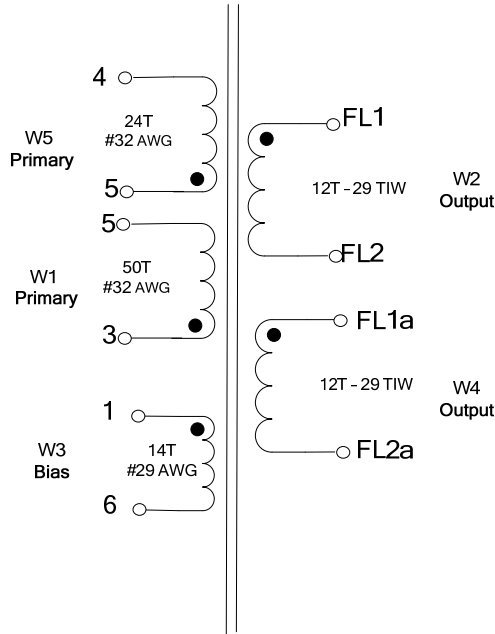 4
24T
#32 AWG
W5
Primary
5
5
50T
#32 AWG
W1
Primary
3
1
14T
#29 AWG
W3
Bias
6
FL1
12T - 29 TIW
W2
Output
FL2
FL1a
12T - 29 TIW
W4
Output
FL2a